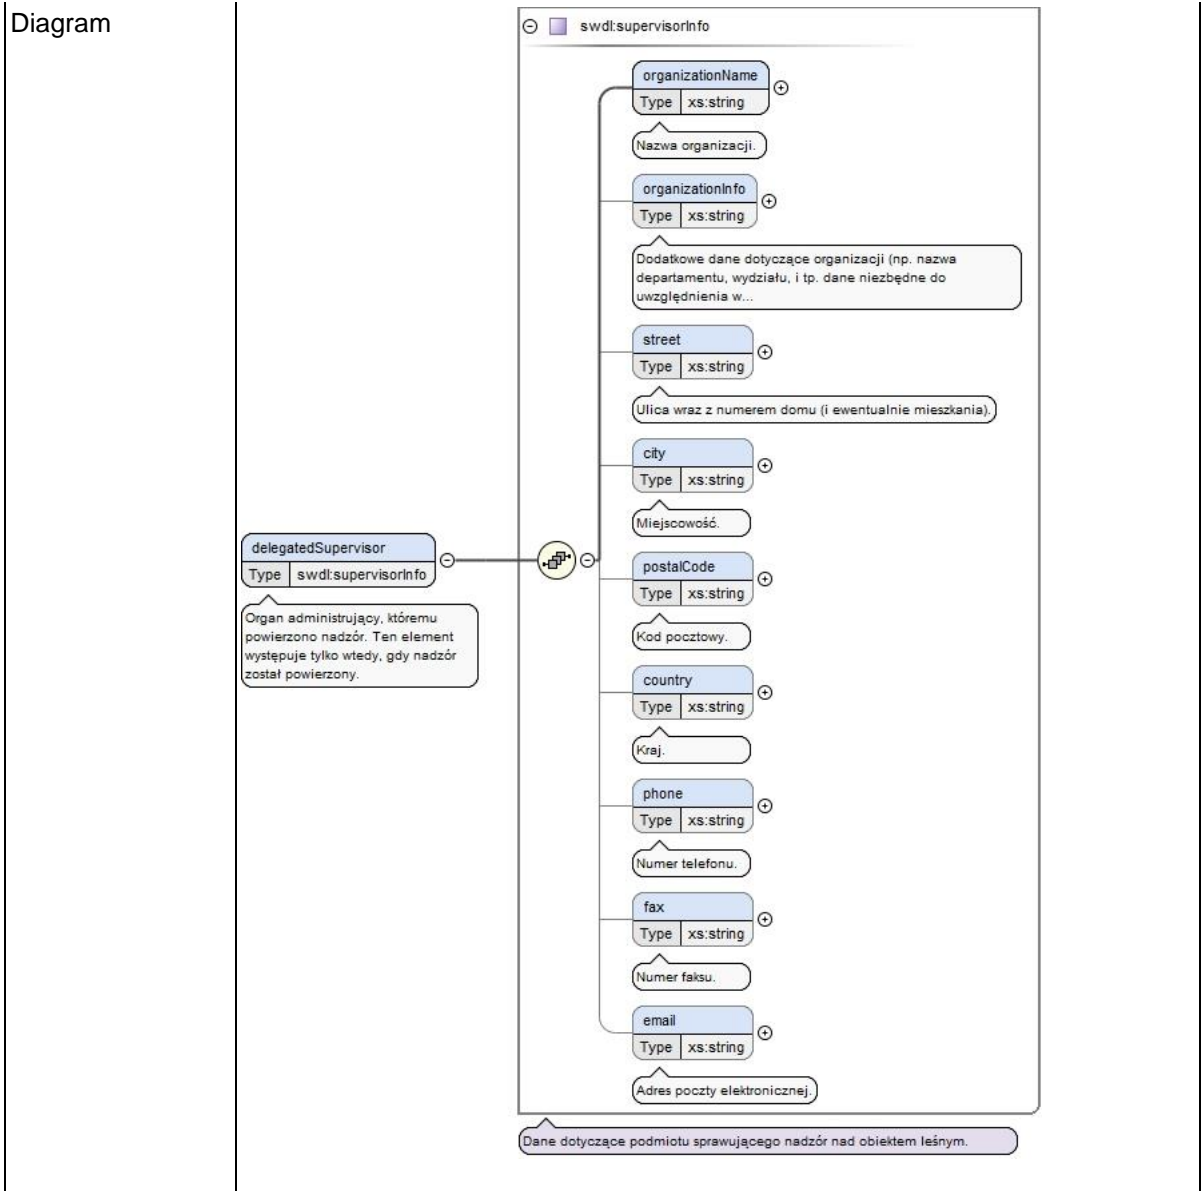 Diagram
swdl:supervisorInfo
organizationName
Type xs:string
Nazwa organizacji.
organizationInfo
Type xs:string
Dodatkowe dane dotyczące organizacji (np. nazwa
departamentu, wydziału, i tp. dane niezbędne do
uwzględnienia w...
street
Type xs:string
Ulica wraz z numerem domu (i ewentualnie mieszkania).
city
Type xs:string
Miejscowość.
delegatedSupervisor
Type swdl:supervisorInfo
Organ administrujący, któremu
powierzono nadzór. Ten element
występuje tylko wtedy, gdy nadzór
został powierzony.
postalCode
Type xs:string
Kod pocztowy.
country
Type xs:string
Kraj.
phone
Type xs:string
Numer telefonu.
fax
Type xs:string
Numer faksu.
email
Type xs:string
Adres poczty elektronicznej.
Dane dotyczące podmiotu sprawującego nadzór nad obiektem leśnym.